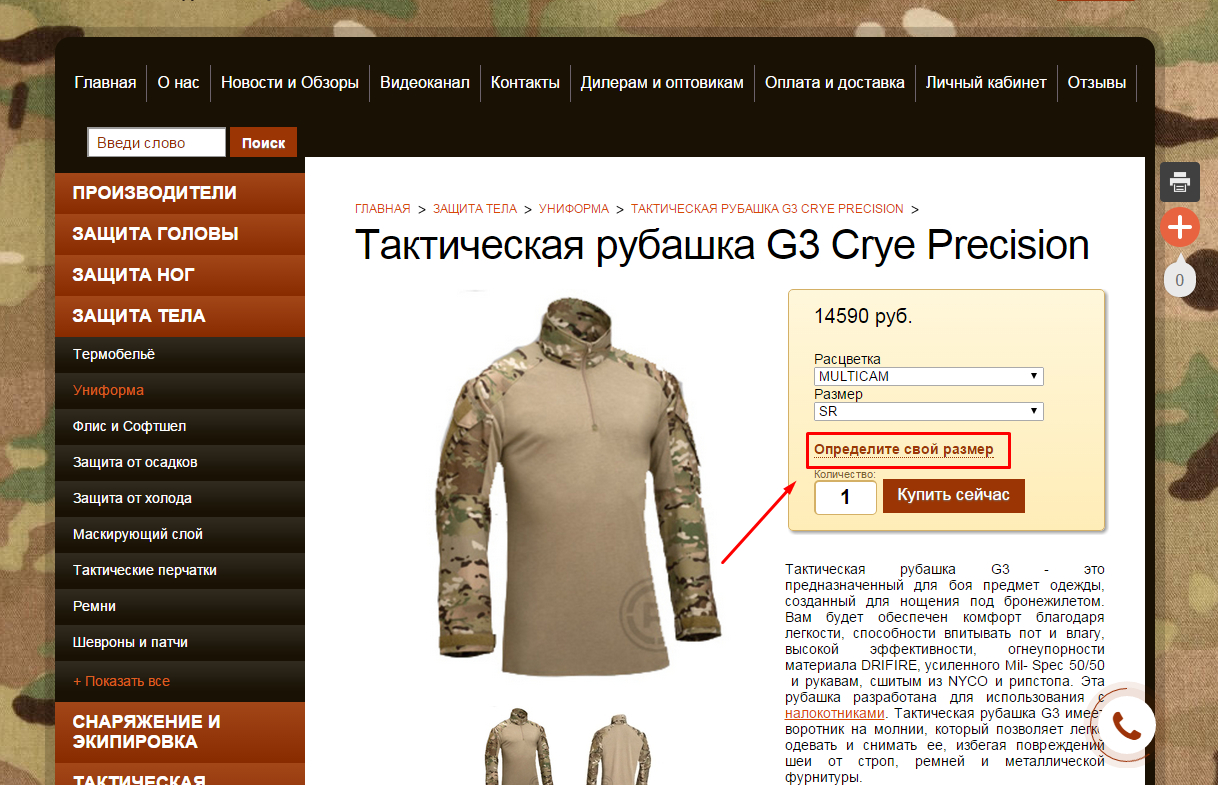 Главная
О нас
Новости и Обзоры
Видеоканал
Контакты
Дилерам и оптовикам
Оплата и доставка
Личный кабинет
Отзывы
Введи слово
Поиск
ПРОИЗВОДИТЕЛИ
ЗАЩИТА ГОЛОВЫ
ЗАЩИТА НОГ
ЗАЩИТА ТЕЛА
Термобельё
Униформа
Флис и Софтшел
Защита от осадков
Защита от холода
Маскирующий слой
Тактические перчатки
Ремни
Шевроны и патчи
+ Показать все
СНАРЯЖЕНИЕ И
ЭКИПИРОВКА
ТАКТИЧЕСКАЯ
ГЛАВНАЯ > ЗАЩИТА ТЕЛА > УНИФОРМА > ТАКТИЧЕСКАЯ РУБАШКА G3 CRYE PRECISION >
Тактическая рубашка G3 Crye Precision
14590 руб.
Расцветка
MULTICAM
Размер
SR
Определите свой размер
Количество:
1
Купить сейчас
Тактическая рубашка G3 - это
предназначенный для боя предмет одежды,
созданный для нощения под бронежилетом.
Вам будет обеспечен комфорт благодаря
легкости, способности впитывать пот и влагу,
высокой эффективности, огнеупорности
материала DRIFIRE, усиленного Mil- Spec 50/50
и рукавам, сшитым из NYCO и рипстопа. Эта
рубашка разработана для использования с
налокотниками. Тактическая рубашка G3 имеет
воротник на молнии, который позволяет легко
одевать и снимать ее, избегая повреждений
шеи от строп, ремней и металлической
фурнитуры.
0